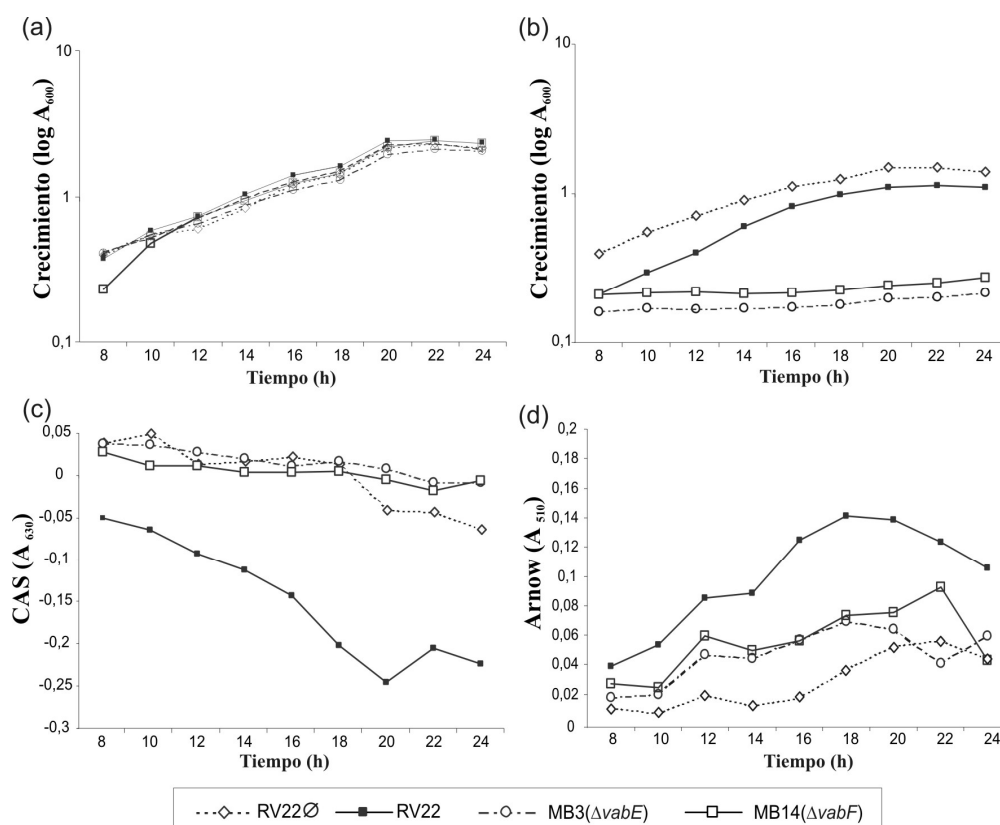 (a)
Crecimiento (log A600)
10
1
0,1
8 10 12 14 16 18 20 22 24
Tiempo (h)
(b)
Crecimiento (log A600)
10
1
0,1
8 10 12 14 16 18 20 22 24
Tiempo (h)
(c)
CAS (A 630)
0,05
0
-0,05
-0,1
-0,15
-0,2
-0,25
-0,3
8 10 12 14 16 18 20 22 24
Tiempo (h)
(d)
Arnow (A 510)
0,2
0,18
0,16
0,14
0,12
0,1
0,08
0,06
0,04
0,02
0
8 10 12 14 16 18 20 22 24
Tiempo (h)
RV22∅ RV22 MB3(ΔvabE) MB14(ΔvabF)